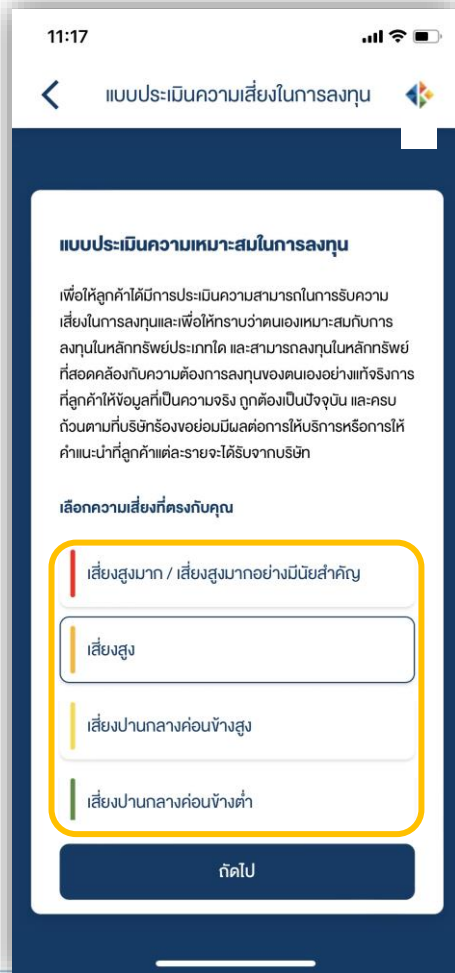 11:17
แบบประเมินความเสี่ยงในการลงทุน
แบบประเมินความเหมาะสมในการลงทุน
เพื่อให้ลูกค้าได้มีการประเมินความสามารถในการรับความ
เสี่ยงในการลงทุนและเพื่อให้ทราบว่าตนเองเหมาะสมกับการ
ลงทุนในหลักทรัพย์ประเภทใด และสามารถลงทุนในหลักทรัพย์
ที่สอดคล้องกับความต้องการลงทุนของตนเองอย่างแท้จริงการ
ที่ลูกค้าให้ข้อมูลที่เป็นความจริง ถูกต้องเป็นปัจจุบัน และครบ
ถ้วนตามที่บริษัทร้องขอย่อมมีผลต่อการให้บริการหรือการให้
คำแนะนำที่ลูกค้าแต่ละรายจะได้รับจากบริษัท
เลือกความเสี่ยงที่ตรงกับคุณ
เสี่ยงสูงมาก / เสี่ยงสูงมากอย่างมีนัยสำคัญ
เสี่ยงสูง
เสี่ยงปานกลางค่อนข้างสูง
เสี่ยงปานกลางค่อนข้างต่ำ
ถัดไป